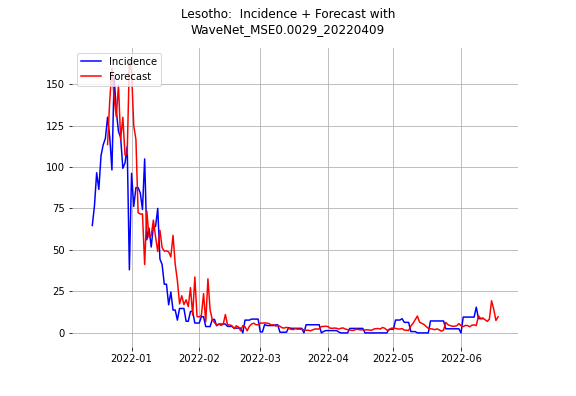 Lesotho:  Incidence + Forecast with
WaveNet_MSE0.0029_20220409
Incidence
Forecast
150
125
100
75
50
25
0
2022-01 2022-02 2022-03 2022-04 2022-05 2022-06